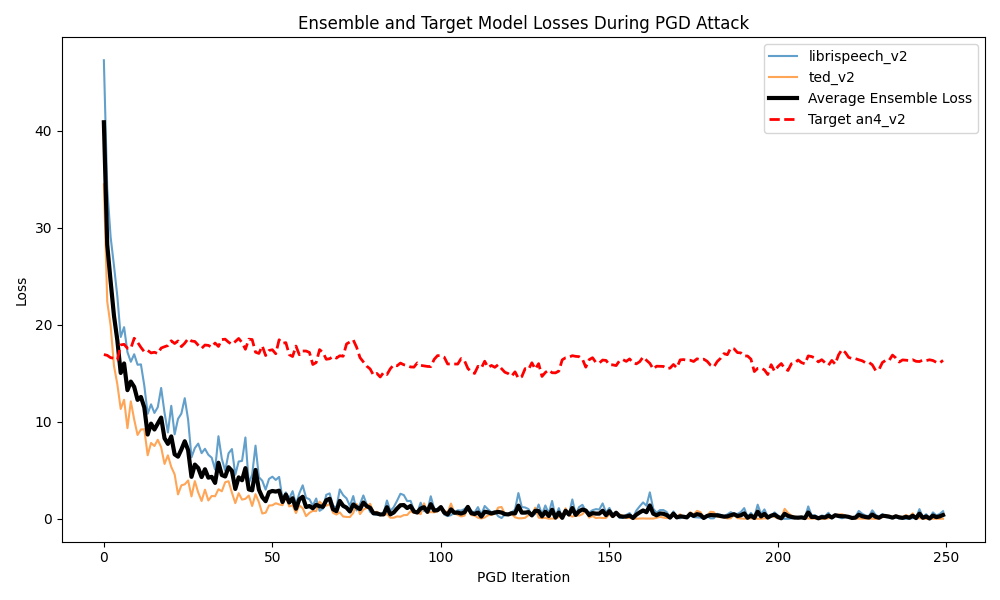 Ensemble and Target Model Losses During PGD Attack
librispeech_v2
ted_v2
Average Ensemble Loss
Target an4_v2
Loss
40
30
20
10
0
0 50 100 150 200 250
PGD Iteration